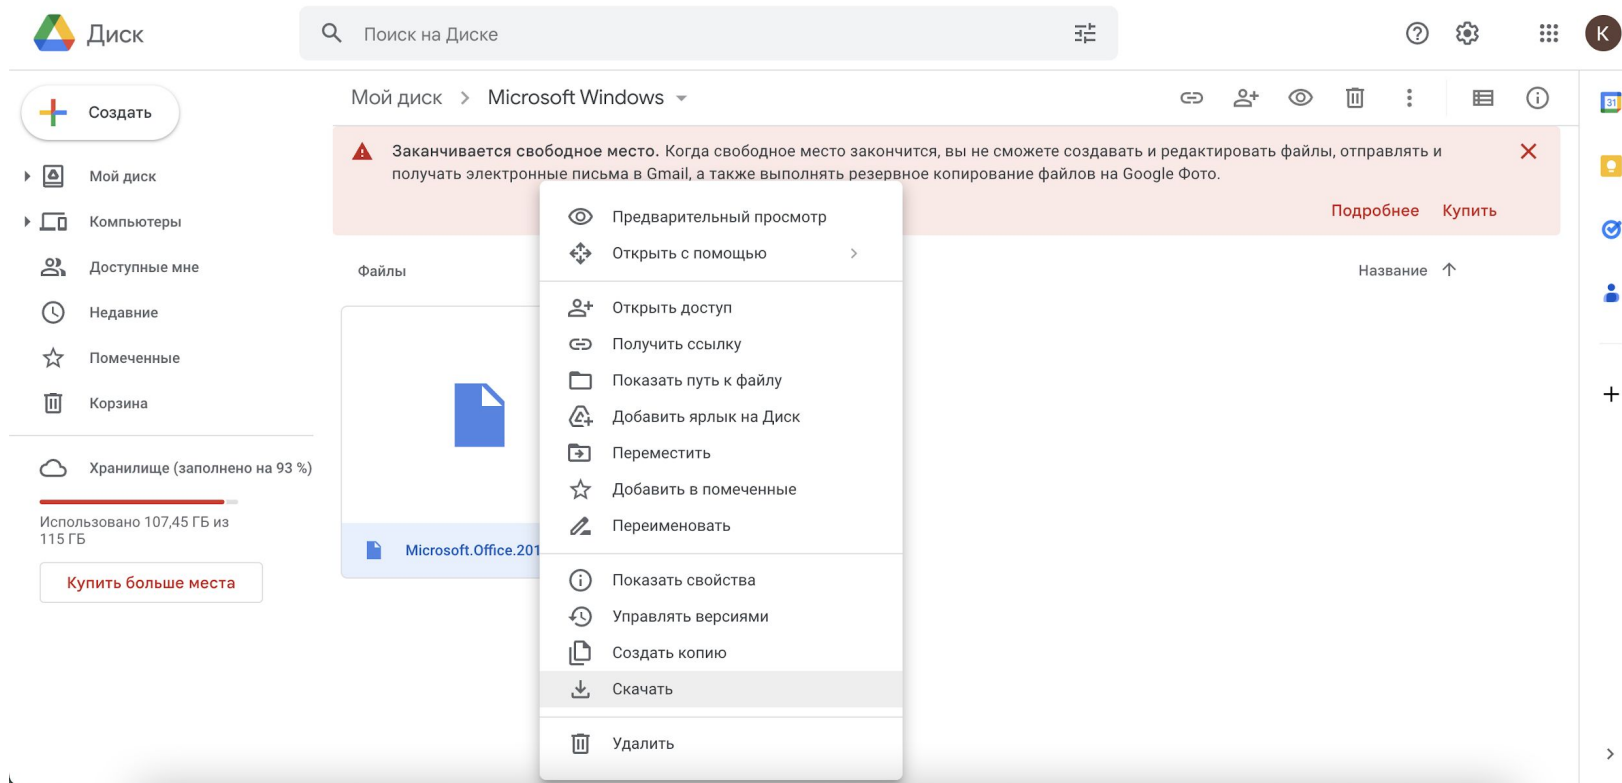 Диск
Поиск на Диске
K
Создать
Мой диск
Компьютеры
Доступные мне
Недавние
Помеченные
Корзина
Хранилище (заполнено на 93 %)
Использовано 107,45 ГБ из
115 ГБ
Купить больше места
Мой диск > Microsoft Windows
Заканчивается свободное место. Когда свободное место закончится, вы не сможете создавать и редактировать файлы, отправлять и
получать электронные письма в Gmail, а также выполнять резервное копирование файлов на Google Фото.
Подробнее Купить
Файлы
Название
Microsoft.Office.201
Предварительный просмотр
Открыть с помощью
Открыть доступ
Получить ссылку
Показать путь к файлу
Добавить ярлык на Диск
Переместить
Добавить в помеченные
Переименовать
Показать свойства
Управлять версиями
Создать копию
Скачать
Удалить
31